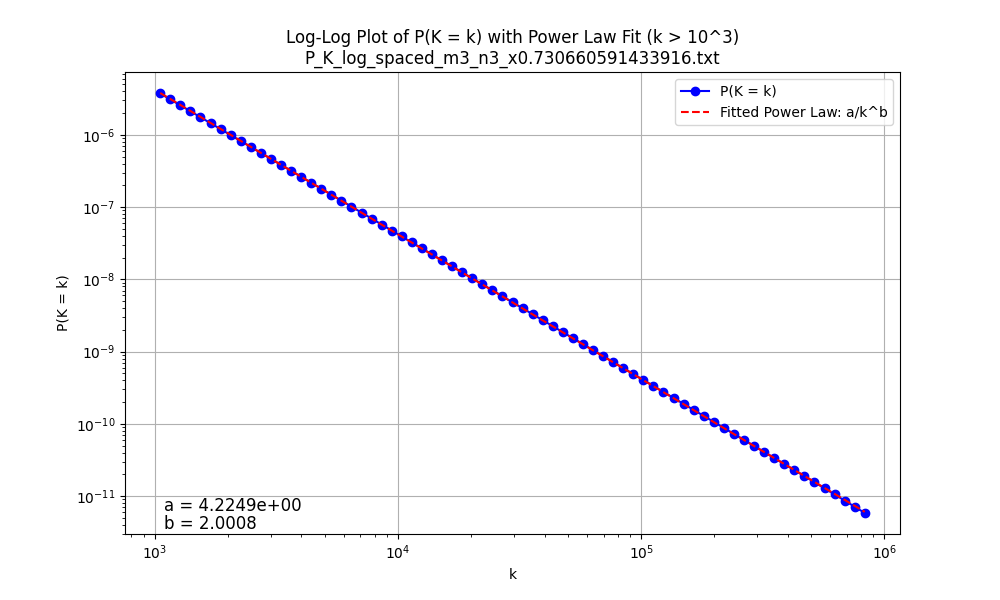 Log-Log Plot of P(K = k) with Power Law Fit (k > 10^3)
P_K_log_spaced_m3_n3_x0.730660591433916.txt
P(K = k)
Fitted Power Law: a/k^b
10⁻⁶
10⁻⁷
10⁻⁸
10⁻⁹
10⁻¹⁰
10⁻¹¹
P(K = k)
a = 4.2249e+00
b = 2.0008
10³ 10⁴ 10⁵ 10⁶
k